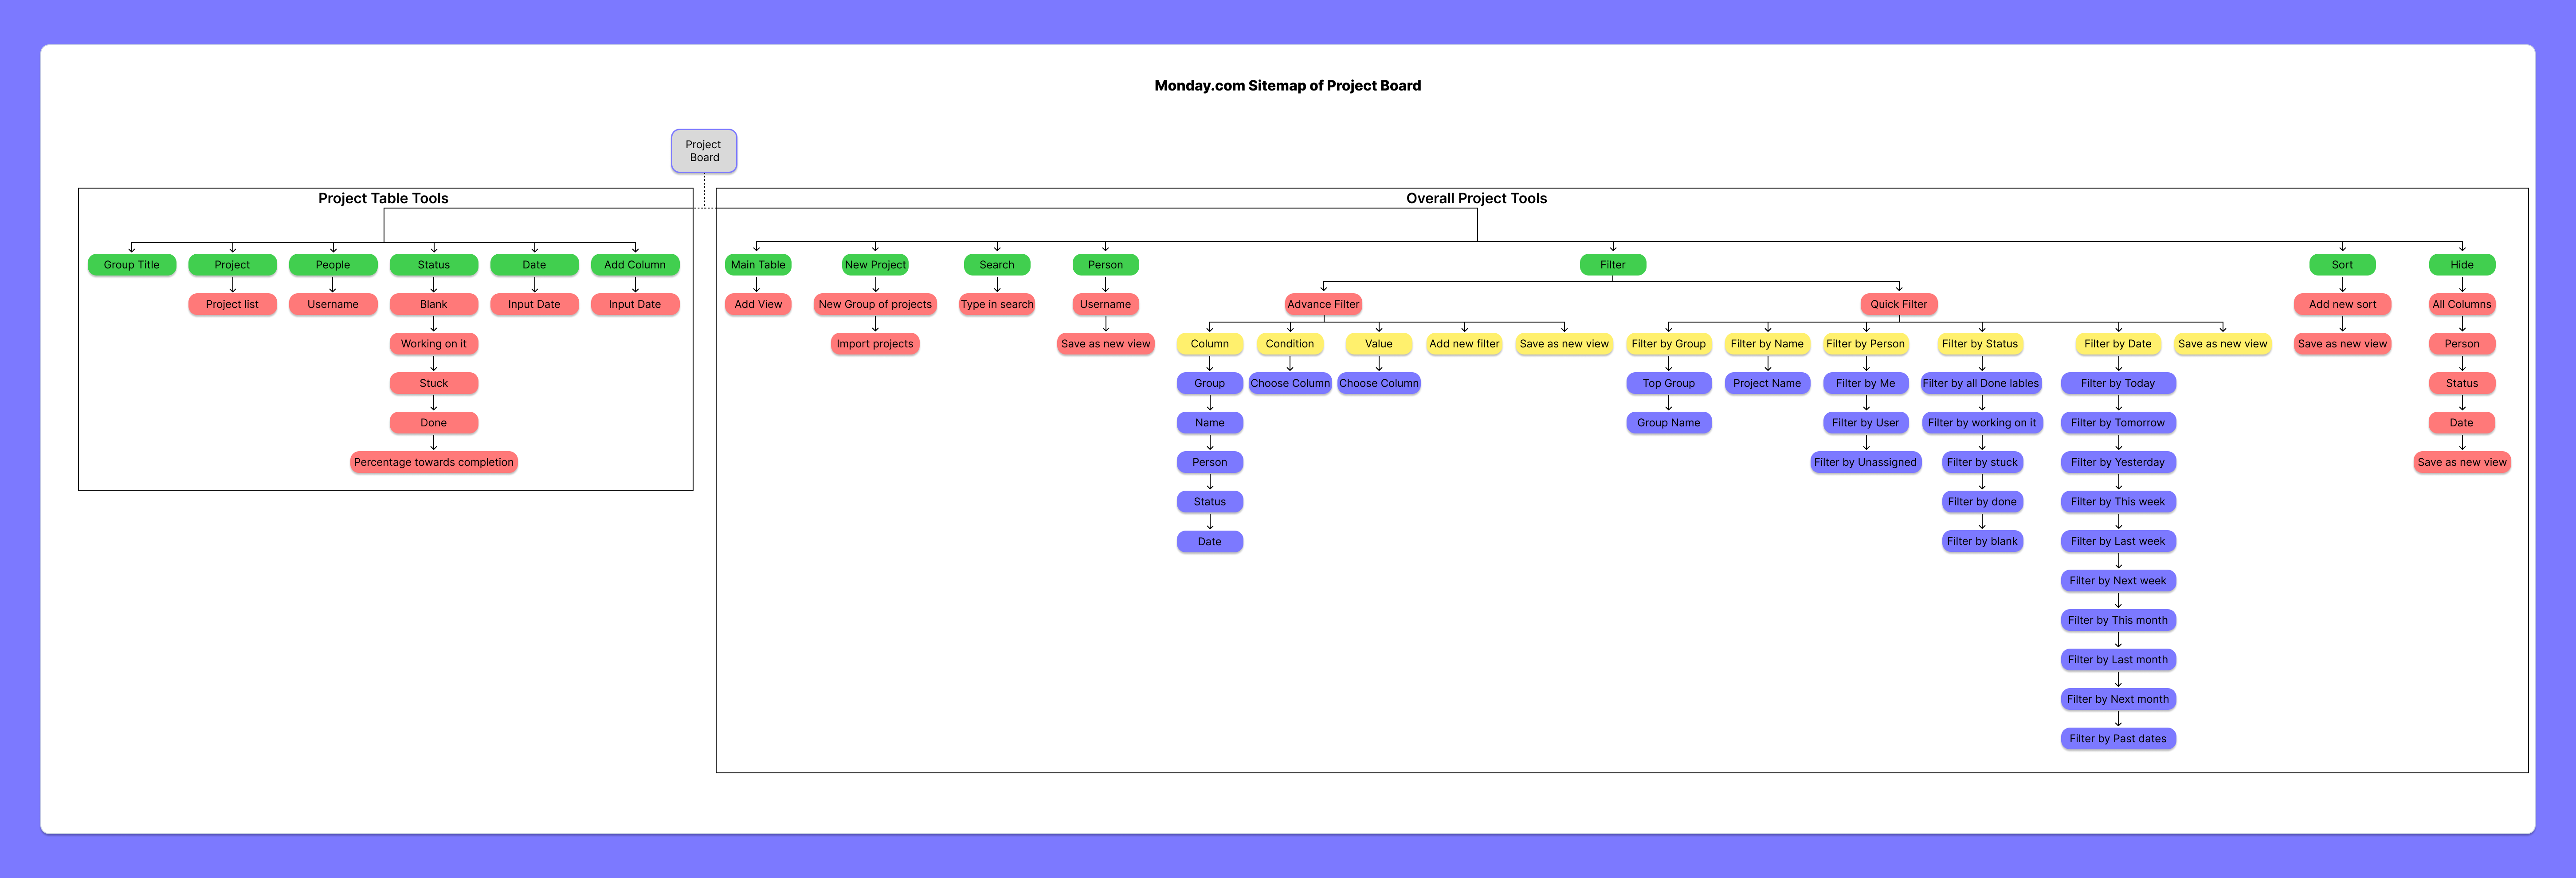 Monday.com Sitemap of Project Board
Project
Board
Project Table Tools
Group Title
Project
People
Status
Date
Add Column
Project list
Username
Blank
Input Date
Input Date
Working on it
Stuck
Done
Percentage towards completion
Overall Project Tools
Main Table
New Project
Search
Person
Filter
Sort
Hide
Add View
New Group of projects
Type in search
Username
Advance Filter
Quick Filter
Add new sort
All Columns
Import projects
Save as new view
Column
Condition
Value
Add new filter
Save as new view
Filter by Group
Filter by Name
Filter by Person
Filter by Status
Filter by Date
Save as new view
Save as new view
Person
Group
Choose Column
Choose Column
Top Group
Project Name
Filter by Me
Filter by all Done lables
Filter by Today
Status
Name
Group Name
Filter by User
Filter by working on it
Filter by Tomorrow
Date
Person
Filter by Unassigned
Filter by stuck
Filter by Yesterday
Save as new view
Status
Filter by done
Filter by This week
Date
Filter by blank
Filter by Last week
Filter by Next week
Filter by This month
Filter by Last month
Filter by Next month
Filter by Past dates